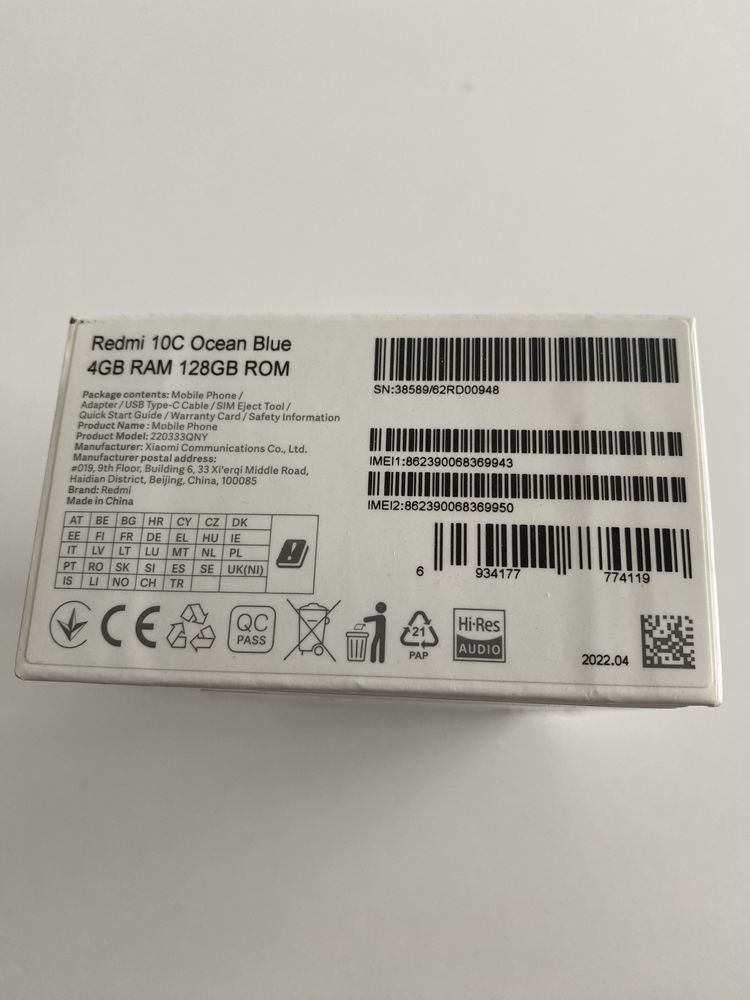 Redmi 10C Ocean Blue
4GB RAM 128GB ROM
Package contents: Mobile Phone /
Adapter / USB Type-C Cable / SIM Eject Tool /
Quick Start Guide / Warranty Card / Safety Information
Product Name: Mobile Phone
Product Model: 220333QNY
Manufacturer: Xiaomi Communications Co., Ltd.
Manufacturer postal address:
#019, 9th Floor, Building 6, 33 Xi'erqi Middle Road,
Haidian District, Beijing, China, 100085
Brand: Redmi
Made in China
AT BE BG HR CY CZ DK
EE FI FR DE EL HU IE
IT LV LT LU MT NL PL
PT RO SK SI ES SE UK(NI)
IS LI NO CH TR
SN:38589/62RD00948
IMEI1:862390068369943
IMEI2:862390068369950
6 934177 774119
CE
QC
PASS
21
PAP
Hi-Res
AUDIO
2022.04